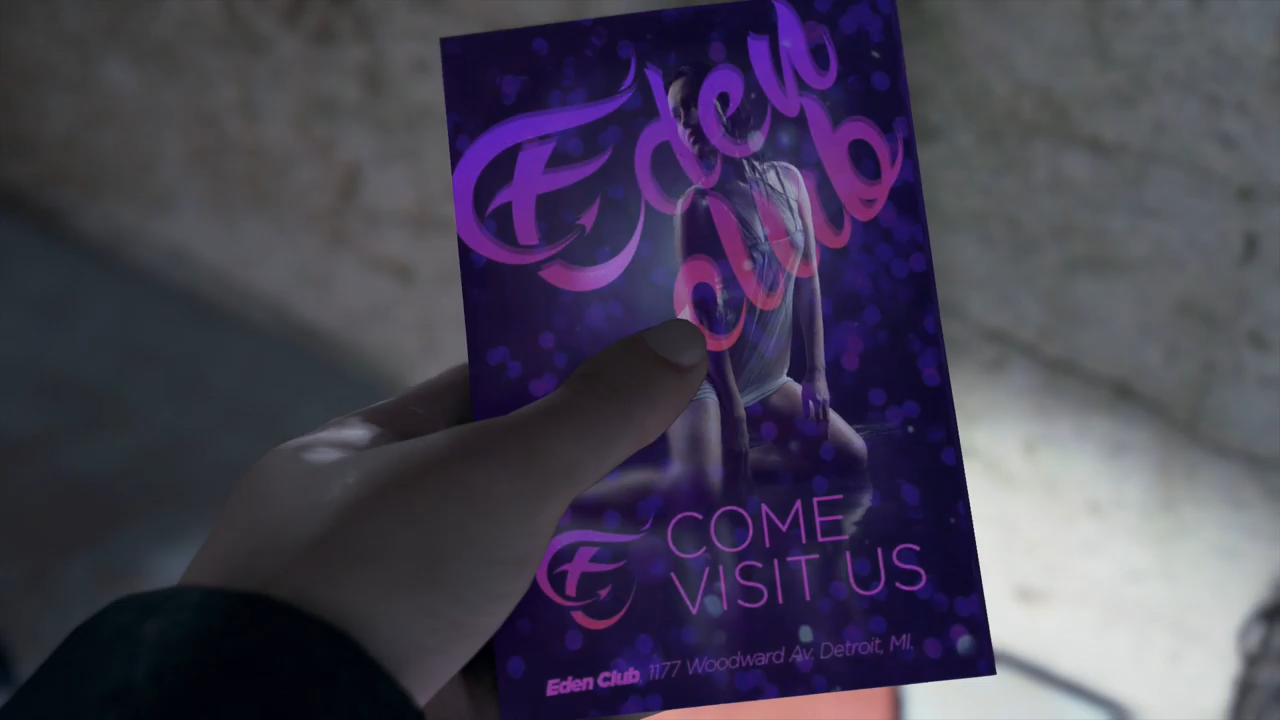 Eden
club
COME
VISIT US
Eden Club, 1177 Woodward Av. Detroit, MI.